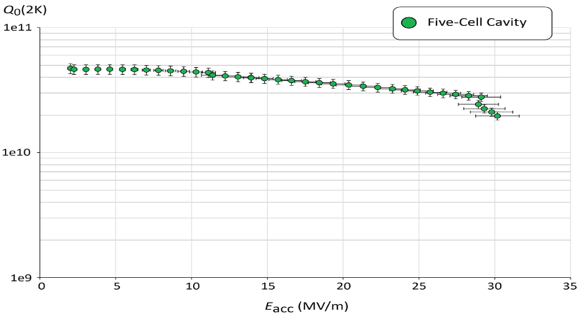 Q0(2K)
1e11
Five-Cell Cavity
1e10
1e9
0 5 10 15 20 25 30 35
Eacc (MV/m)